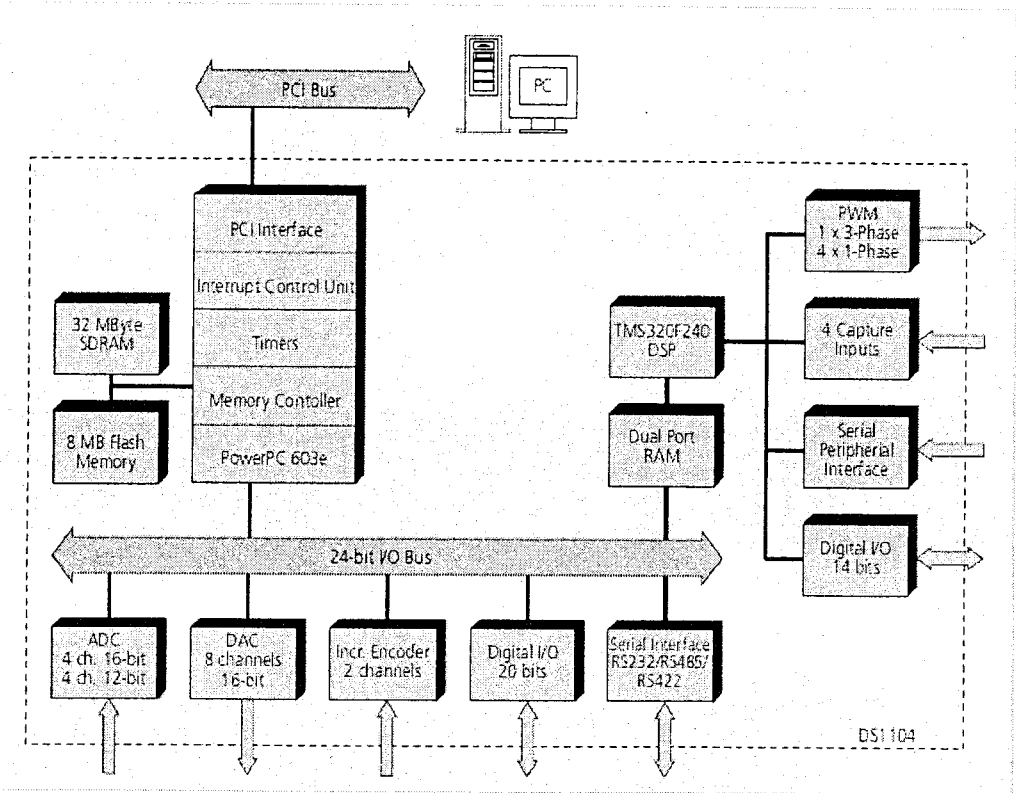 PCI Bus
PC
PCI Interface
Interrupt Control Unit
Timers
Memory Contoller
PowerPC 603e
32 MByte
SDRAM
8 MB Flash
Memory
TMS320F240
DSP
Dual Port
RAM
PWM
1 x 3-Phase
4 x 1-Phase
4 Capture
Inputs
Serial
Peripherial
Interface
Digital I/O
14 bits
24-bit I/O Bus
ADC
4 ch. 16-bit
4 ch. 12-bit
DAC
8 channels
16-bit
Incr. Encoder
2 channels
Digital I/O
20 bits
Serial Interface
RS232/RS485/
RS422
DS1104